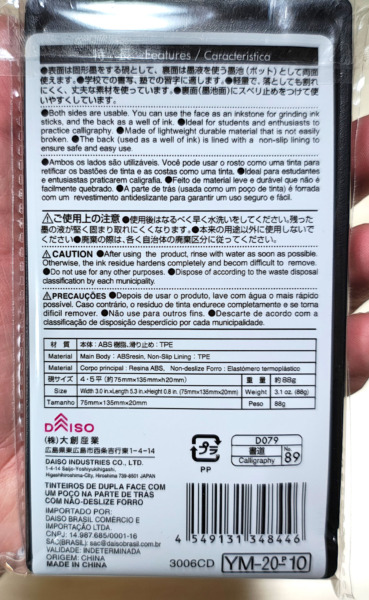 特 長 Features / Característica
●表面は固形墨をする硯として、裏面は墨液を使う墨池（ポット）として両面
使えます。●学校での書写、塾での習字に適します。●軽量で、落としても割れ
にくく、丈夫な素材を使っています。●裏面（墨池面）にスベリ止めをつけて使
いやすくしています。
●Both sides are usable. You can use the face as an inkstone for grinding ink
sticks, and the back as a well of ink. ●Ideal for students and enthusiasts to
practice calligraphy. ●Made of lightweight durable material that is not easily
broken. ●The back (used as a well of ink) is lined with a non-slip lining to
ensure safe and easy use.
●Ambos os lados são utilizáveis. Você pode usar o rosto como uma tinta para
retificar os bastões de tinta e as costas como tinta. ●Ideal para estudantes
e entusiastas praticarem caligrafia. ●Feito de material leve e durável que não é
facilmente quebrado. ●A parte de trás (usada como um poço de tinta) é forrada
com um revestimento antideslizante para garantir um uso seguro e fácil.
⚠ご使用上の注意 ●使用後はなるべく早く水洗いをしてください。残った
墨の液が堅く固まり取れにくくなります。●本来の用途以外に使用しないで
ください。●廃棄の際は、各自治体の廃棄区分に従ってください。
⚠CAUTION ●After using the product, rinse with water as soon as possible.
Otherwise, the ink residue hardens completely and becom difficult to remove.
●Do not use for any other purposes. ●Dispose of according to the waste disposal
classification by each municipality.
⚠PRECAUÇÕES ●Depois de usar o produto, lave com água o mais rápido
possível. Caso contrário, o resíduo de tinta endurece completamente e se torna
difícil remover. ●Não use para outros fins. ●Descarte de acordo com a
classificação de disposição desperdício por cada municipalidade.
材 質 本体：ABS樹脂、滑り止め：TPE
Material Main Body : ABSresin, Non-Slip Lining : TPE
Material Corpo principal : Resina ABS, Non-deslize Forro : Elastómero termoplástico
硯サイズ 4・5平（約75mm×135mm×h20mm） 重 量 約88g
Size Width 3.0 in.×Length 5.3 in×Height 0.8 in. (75mm×135mm×20mm) Weight 3.1 oz. (88g)
Tamanho 75mm×135mm×20mm Peso 88g
DAISO
（株）大創産業
広島県東広島市西条吉行東1-4-14
DAISO INDUSTRIES CO., LTD.
1-4-14 Saijo-Yoshiyukihigashi,
Higashihiroshima-City, Hiroshima 739-8501 JAPAN
プラ
PP
D079
書道
Calligraphy
No.
89
TINTEIROS DE DUPLA FACE COM
UM POÇO NA PARTE DE TRÁS
COM NÃO-DESLIZE FORRO
IMPORTADO POR:
DAISO BRASIL COMÉRCIO E
IMPORTAÇÃO LTDA.
CNPJ: 14.987.685/0001-16
SAJ(BRASIL): sac@daisobrasil.com.br
VALIDADE: INDETERMINADA
ORIGEM: CHINA
MADE IN CHINA
4 549131 348446
3006CD
YM-20-P10